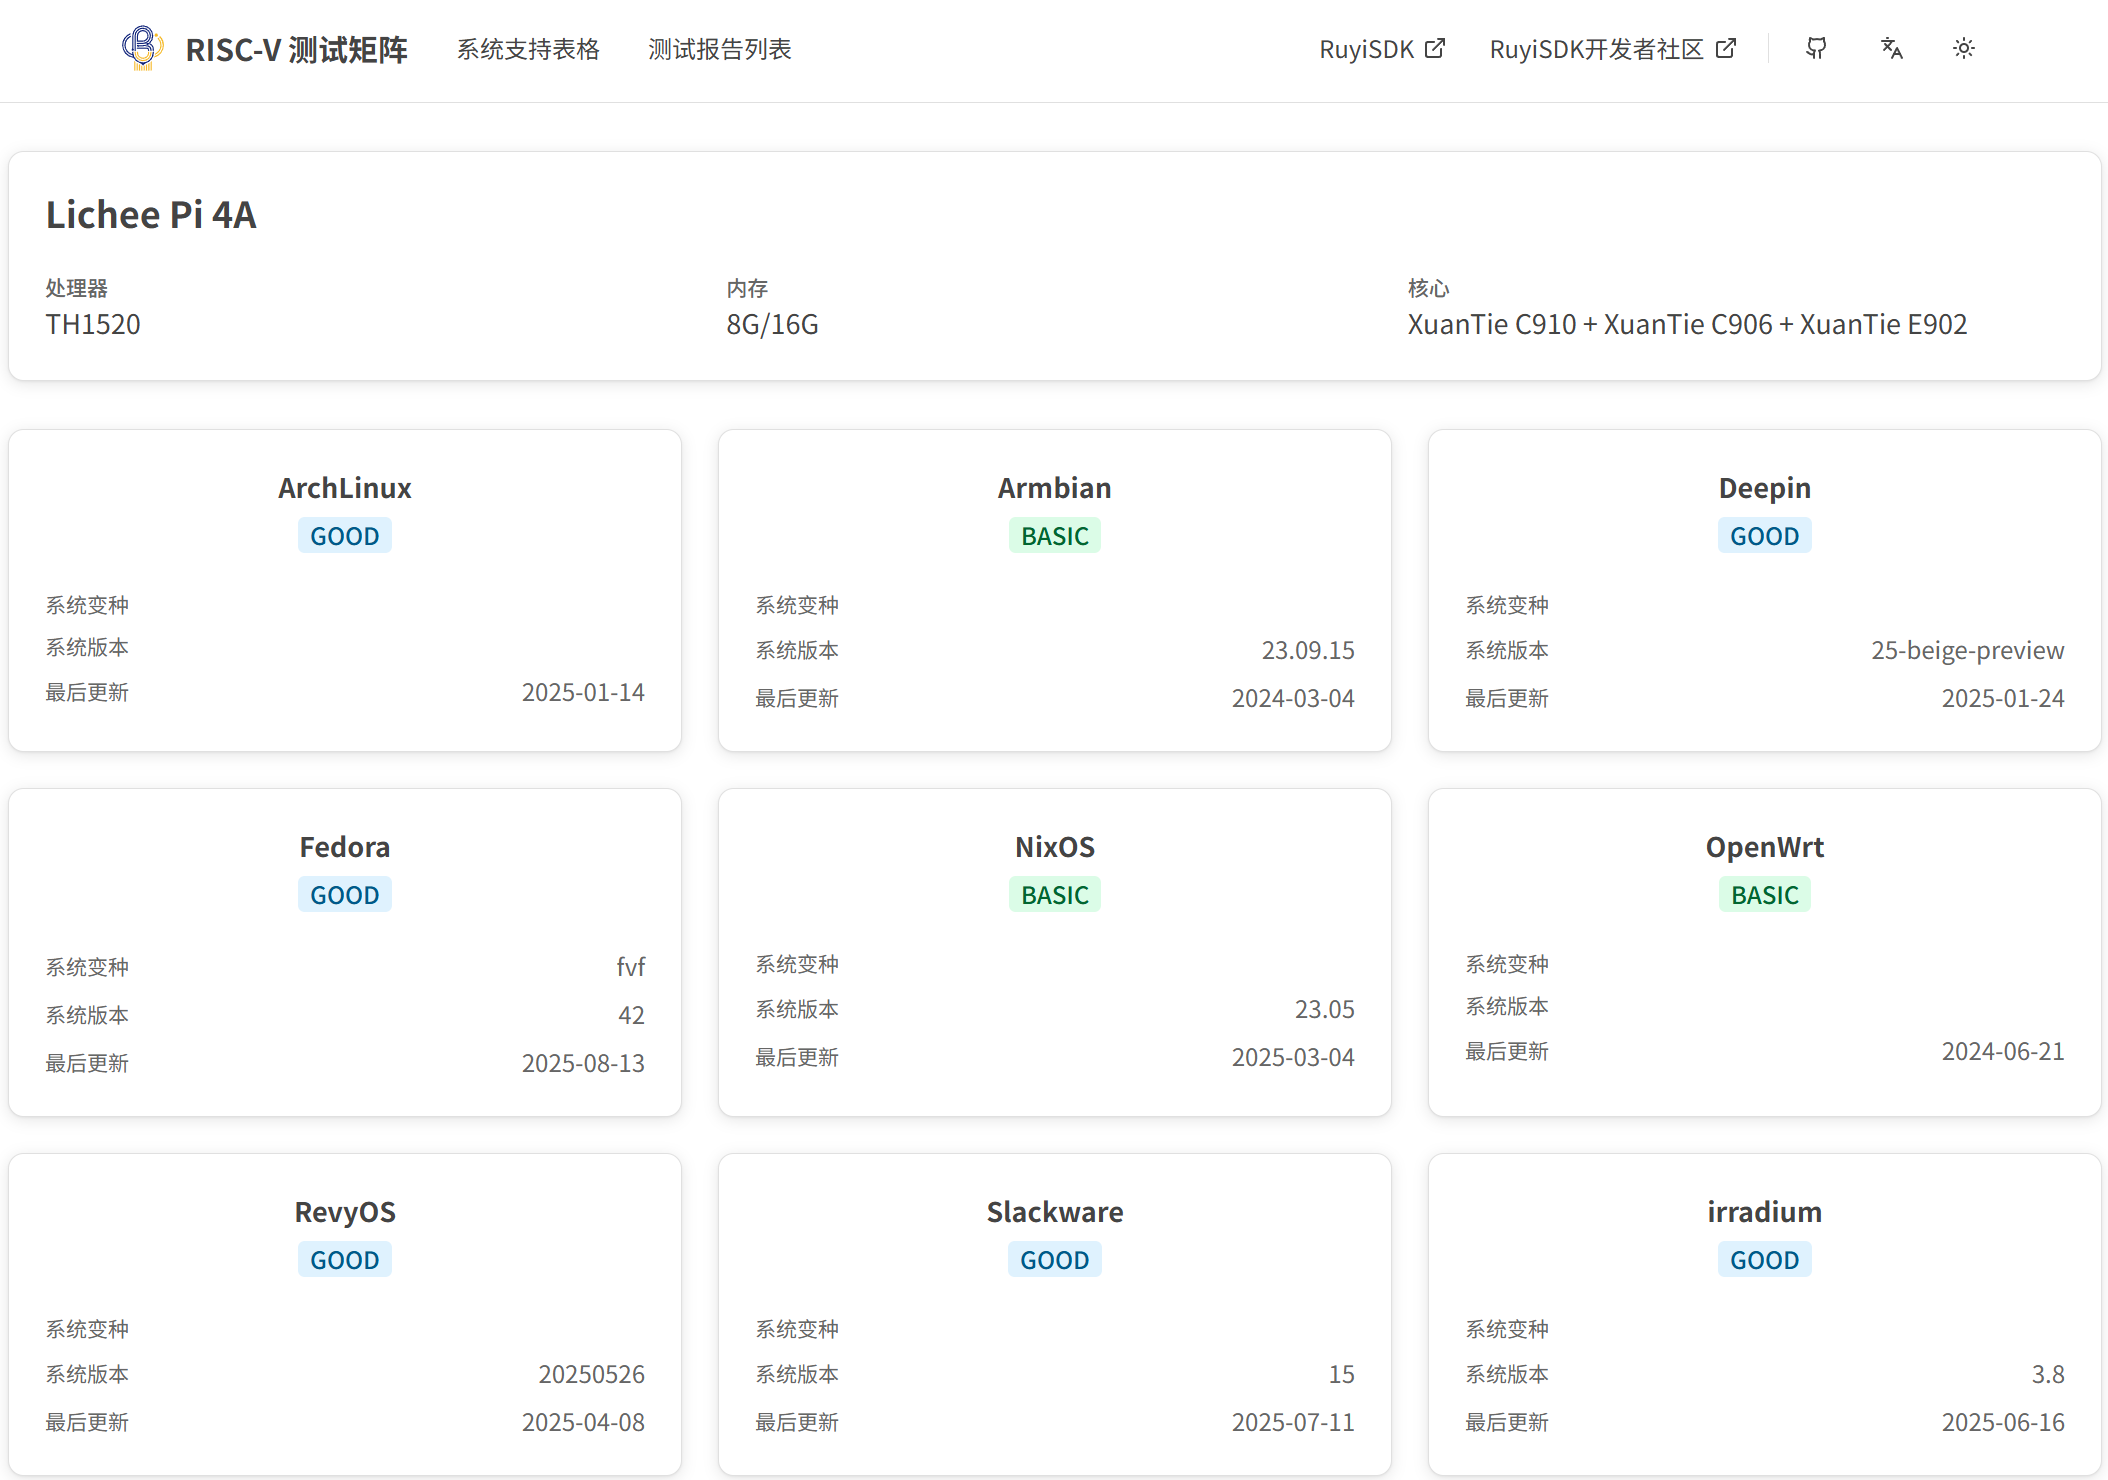 RISC-V 测试矩阵 系统支持表格 测试报告列表 RuyiSDK RuyiSDK开发者社区
Lichee Pi 4A
处理器 内存 核心
TH1520 8G/16G XuanTie C910 + XuanTie C906 + XuanTie E902
ArchLinux
GOOD
系统变种
系统版本
最后更新 2025-01-14
Armbian
BASIC
系统变种
系统版本 23.09.15
最后更新 2024-03-04
Deepin
GOOD
系统变种
系统版本 25-beige-preview
最后更新 2025-01-24
Fedora
GOOD
系统变种 fvf
系统版本 42
最后更新 2025-08-13
NixOS
BASIC
系统变种
系统版本 23.05
最后更新 2025-03-04
OpenWrt
BASIC
系统变种
系统版本
最后更新 2024-06-21
RevyOS
GOOD
系统变种
系统版本 20250526
最后更新 2025-04-08
Slackware
GOOD
系统变种
系统版本 15
最后更新 2025-07-11
irradium
GOOD
系统变种
系统版本 3.8
最后更新 2025-06-16